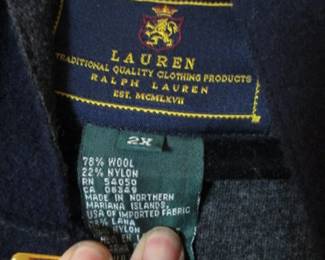 LAUREN
TRADITIONAL QUALITY CLOTHING PRODUCTS
RALPH LAUREN
EST. MCMLXVII
2X
78% WOOL
22% NYLON
RN 54050
CA 06349
MADE IN NORTHERN
MARIANA ISLANDS,
USA OF IMPORTED FABRIC
LANA